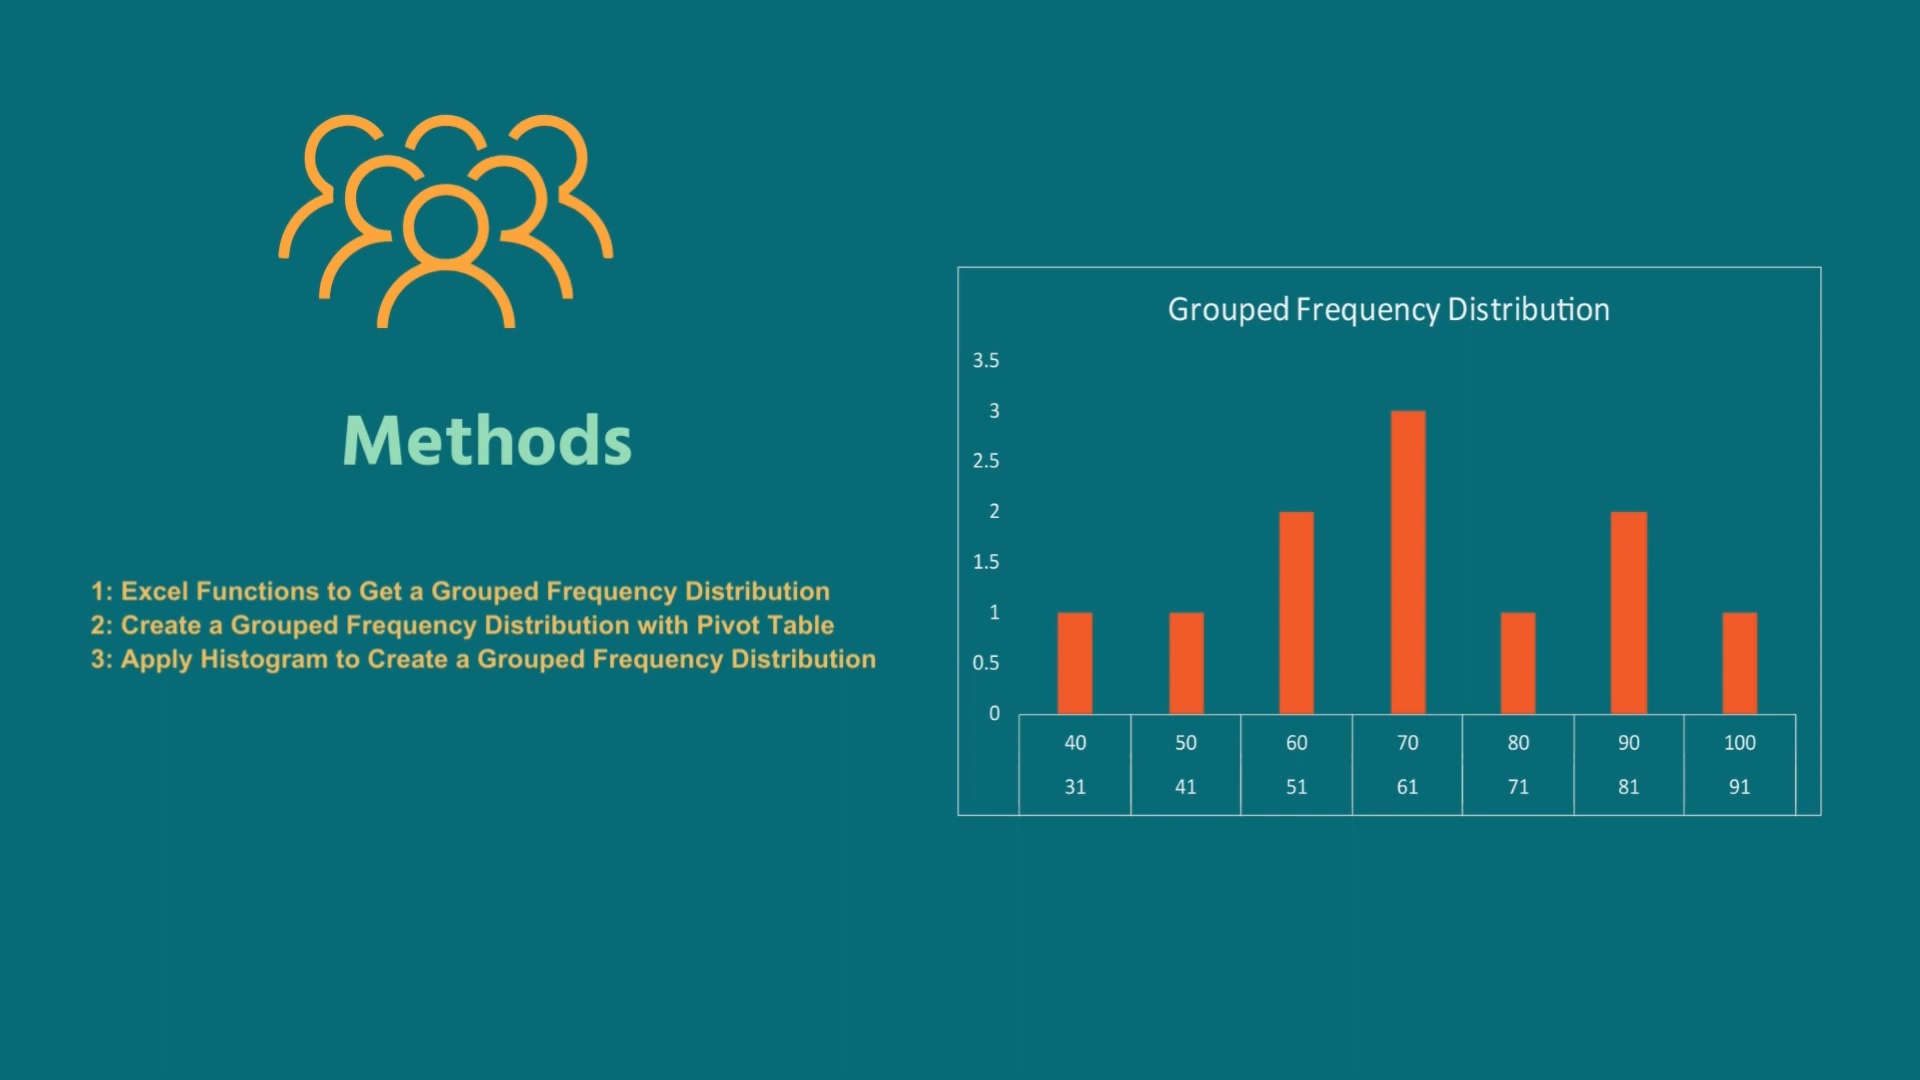 Methods
1: Excel Functions to Get a Grouped Frequency Distribution
2: Create a Grouped Frequency Distribution with Pivot Table
3: Apply Histogram to Create a Grouped Frequency Distribution
Grouped Frequency Distribution
3.5
3
2.5
2
1.5
1
0.5
0
40 50 60 70 80 90 100
31 41 51 61 71 81 91